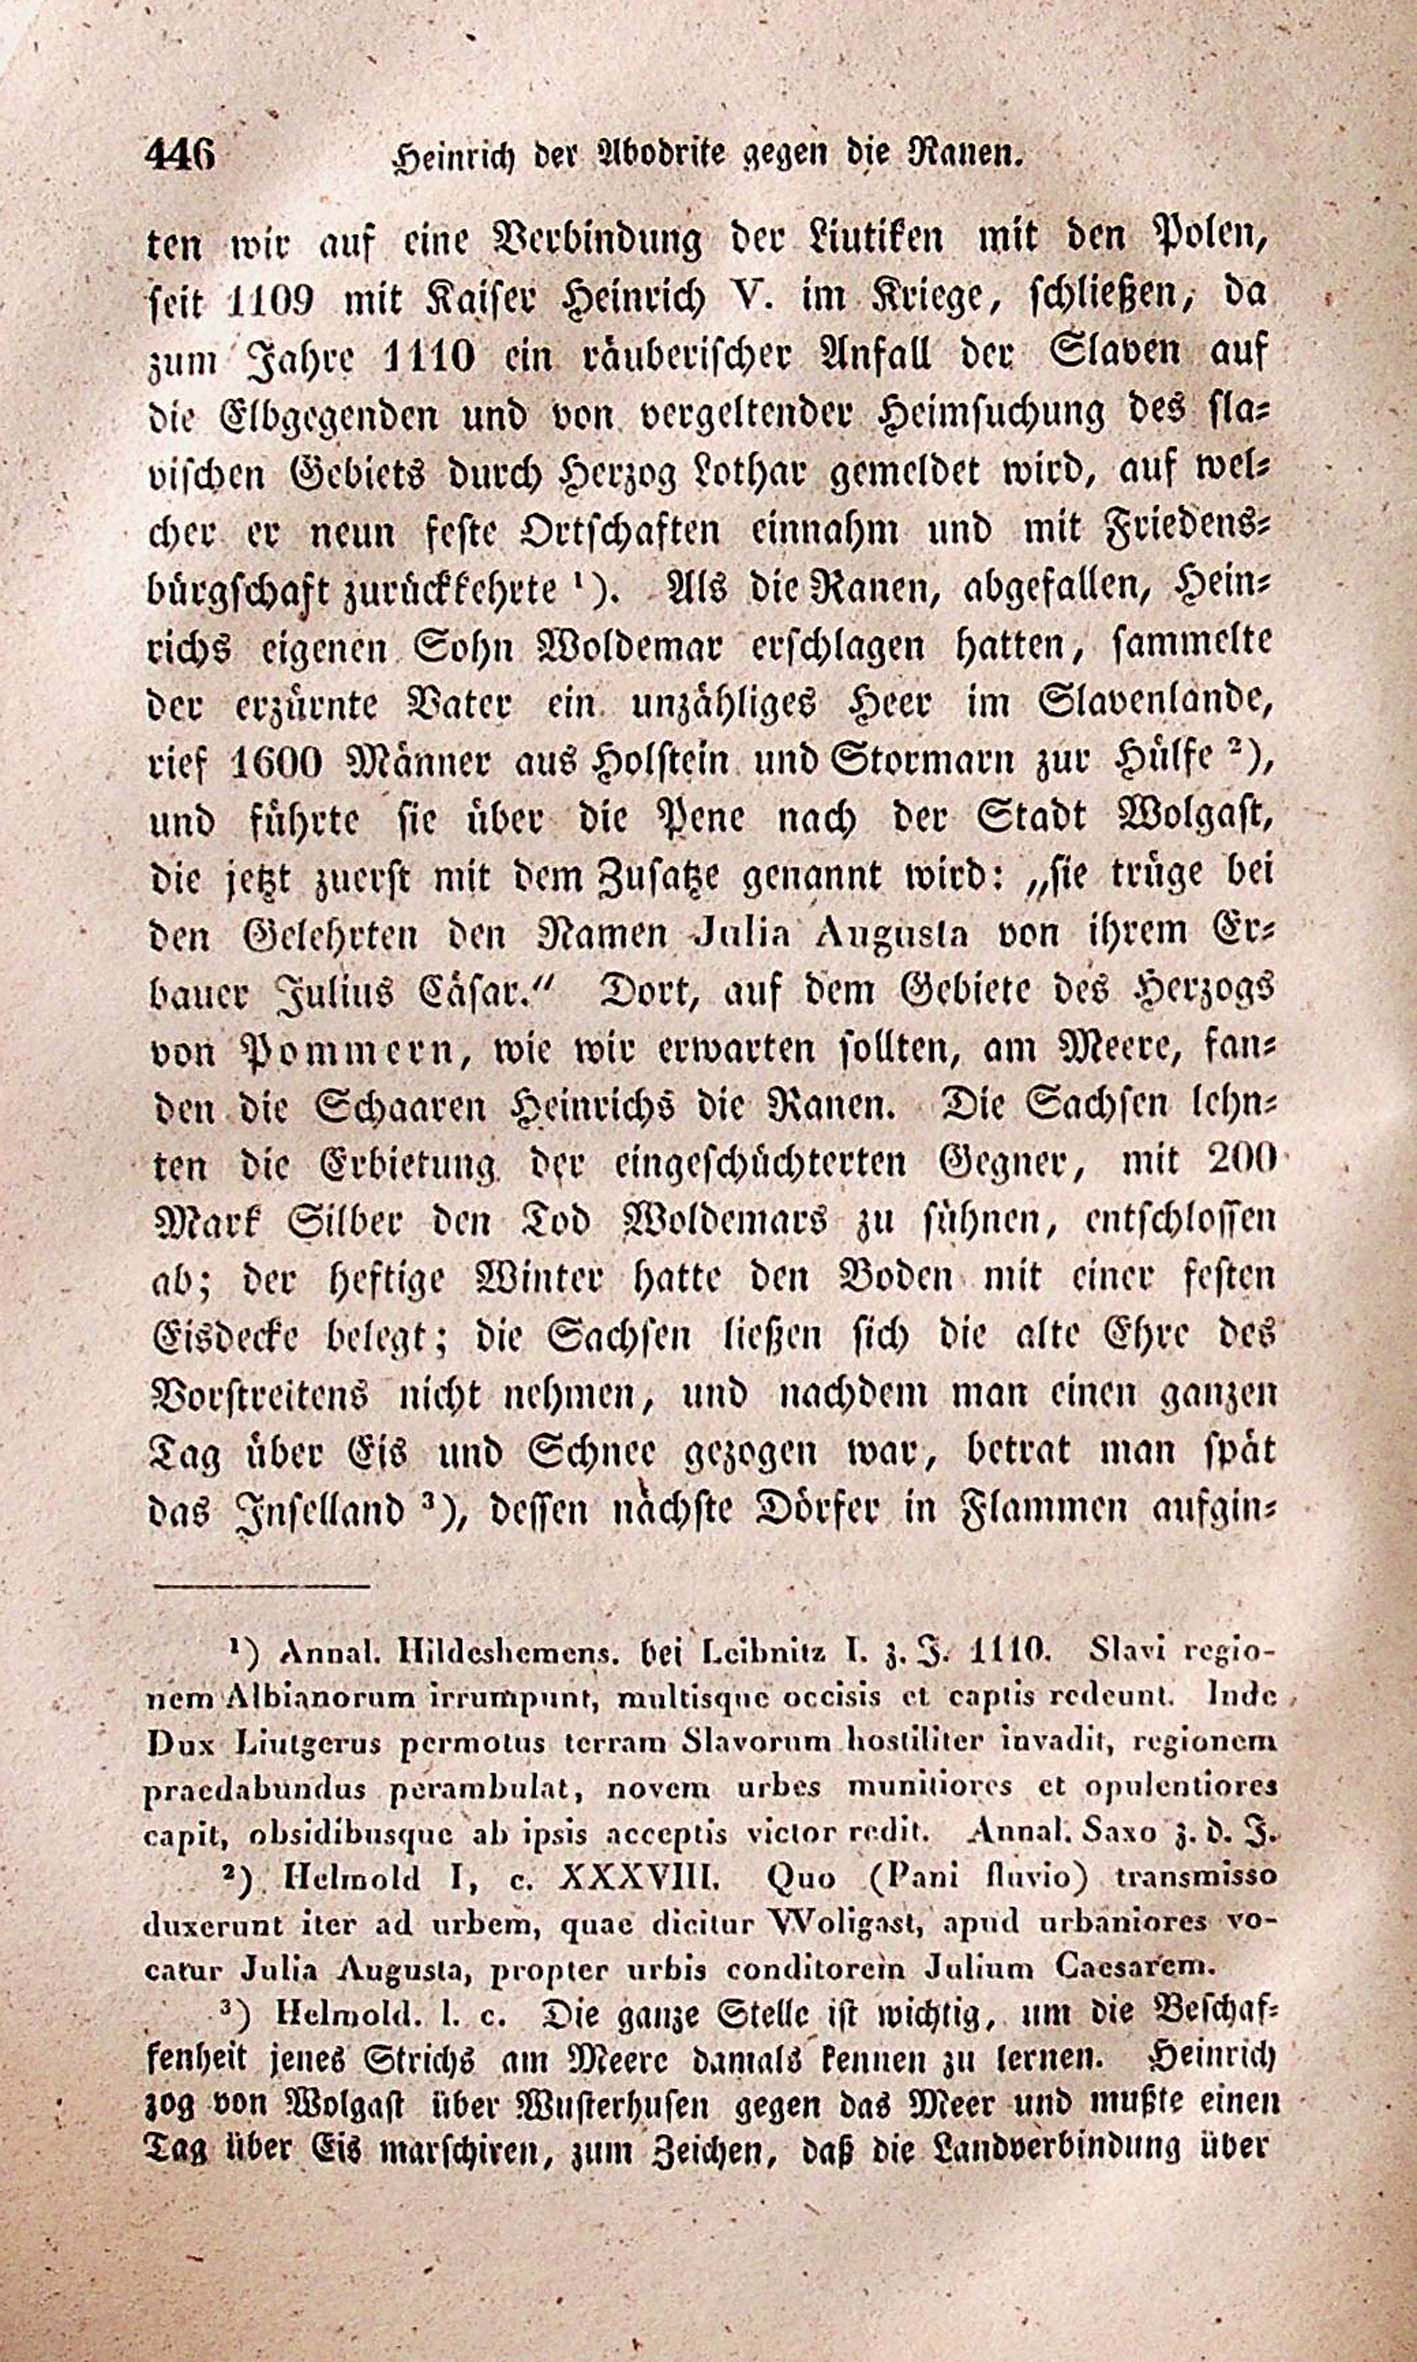 446 Heinrich der Abodrite gegen die Ranen.
ten wir auf eine Verbindung der Liutiken mit den Polen,
seit 1109 mit Kaiser Heinrich V. im Kriege, schließen, da
zum Jahre 1110 ein räuberischer Anfall der Slaven auf
die Elbgegenden und von vergeltender Heimsuchung des sla⸗
vischen Gebiets durch Herzog Lothar gemeldet wird, auf wel⸗
cher er neun feste Ortschaften einnahm und mit Friedens⸗
bürgschaft zurückkehrte ¹). Als die Ranen, abgefallen, Hein⸗
richs eigenen Sohn Woldemar erschlagen hatten, sammelte
der erzürnte Vater ein unzähliges Heer im Slavenlande,
rief 1600 Männer aus Holstein und Stormarn zur Hülfe ²),
und führte sie über die Pene nach der Stadt Wolgast,
die jetzt zuerst mit dem Zusatze genannt wird: „sie trüge bei
den Gelehrten den Namen Julia Augusta von ihrem Er⸗
bauer Julius Cäsar.“ Dort, auf dem Gebiete des Herzogs
von Pommern, wie wir erwarten sollten, am Meere, fan⸗
den die Schaaren Heinrichs die Ranen. Die Sachsen lehn⸗
ten die Erbietung der eingeschüchterten Gegner, mit 200
Mark Silber den Tod Woldemars zu sühnen, entschlossen
ab; der heftige Winter hatte den Boden mit einer festen
Eisdecke belegt; die Sachsen ließen sich die alte Ehre des
Vorstreitens nicht nehmen, und nachdem man einen ganzen
Tag über Eis und Schnee gezogen war, betrat man spät
das Inselland ³), dessen nächste Dörfer in Flammen aufgin⸗
¹) Annal. Hildeshemens. bei Leibnitz I. z. J. 1110. Slavi regio-
nem Albianorum irrumpunt, multisque occisis et captis redeunt. Inde
Dux Liutgerus permotus terram Slavorum hostiliter invadit, regionem
praedabundus perambulat, novem urbes munitiores et opulentiores
capit, obsidibusque ab ipsis acceptis victor redit. Annal. Saxo z. d. J.
²) Helmold I, c. XXXVIII. Quo (Pani fluvio) transmisso
duxerunt iter ad urbem, quae dicitur Woligast, apud urbaniores vo-
catur Julia Augusta, propter urbis conditorem Julium Caesarem.
³) Helmold. l. c. Die ganze Stelle ist wichtig, um die Beschaf⸗
fenheit jenes Strichs am Meere damals kennen zu lernen. Heinrich
zog von Wolgast über Wusterhusen gegen das Meer und mußte einen
Tag über Eis marschiren, zum Zeichen, daß die Landverbindung über